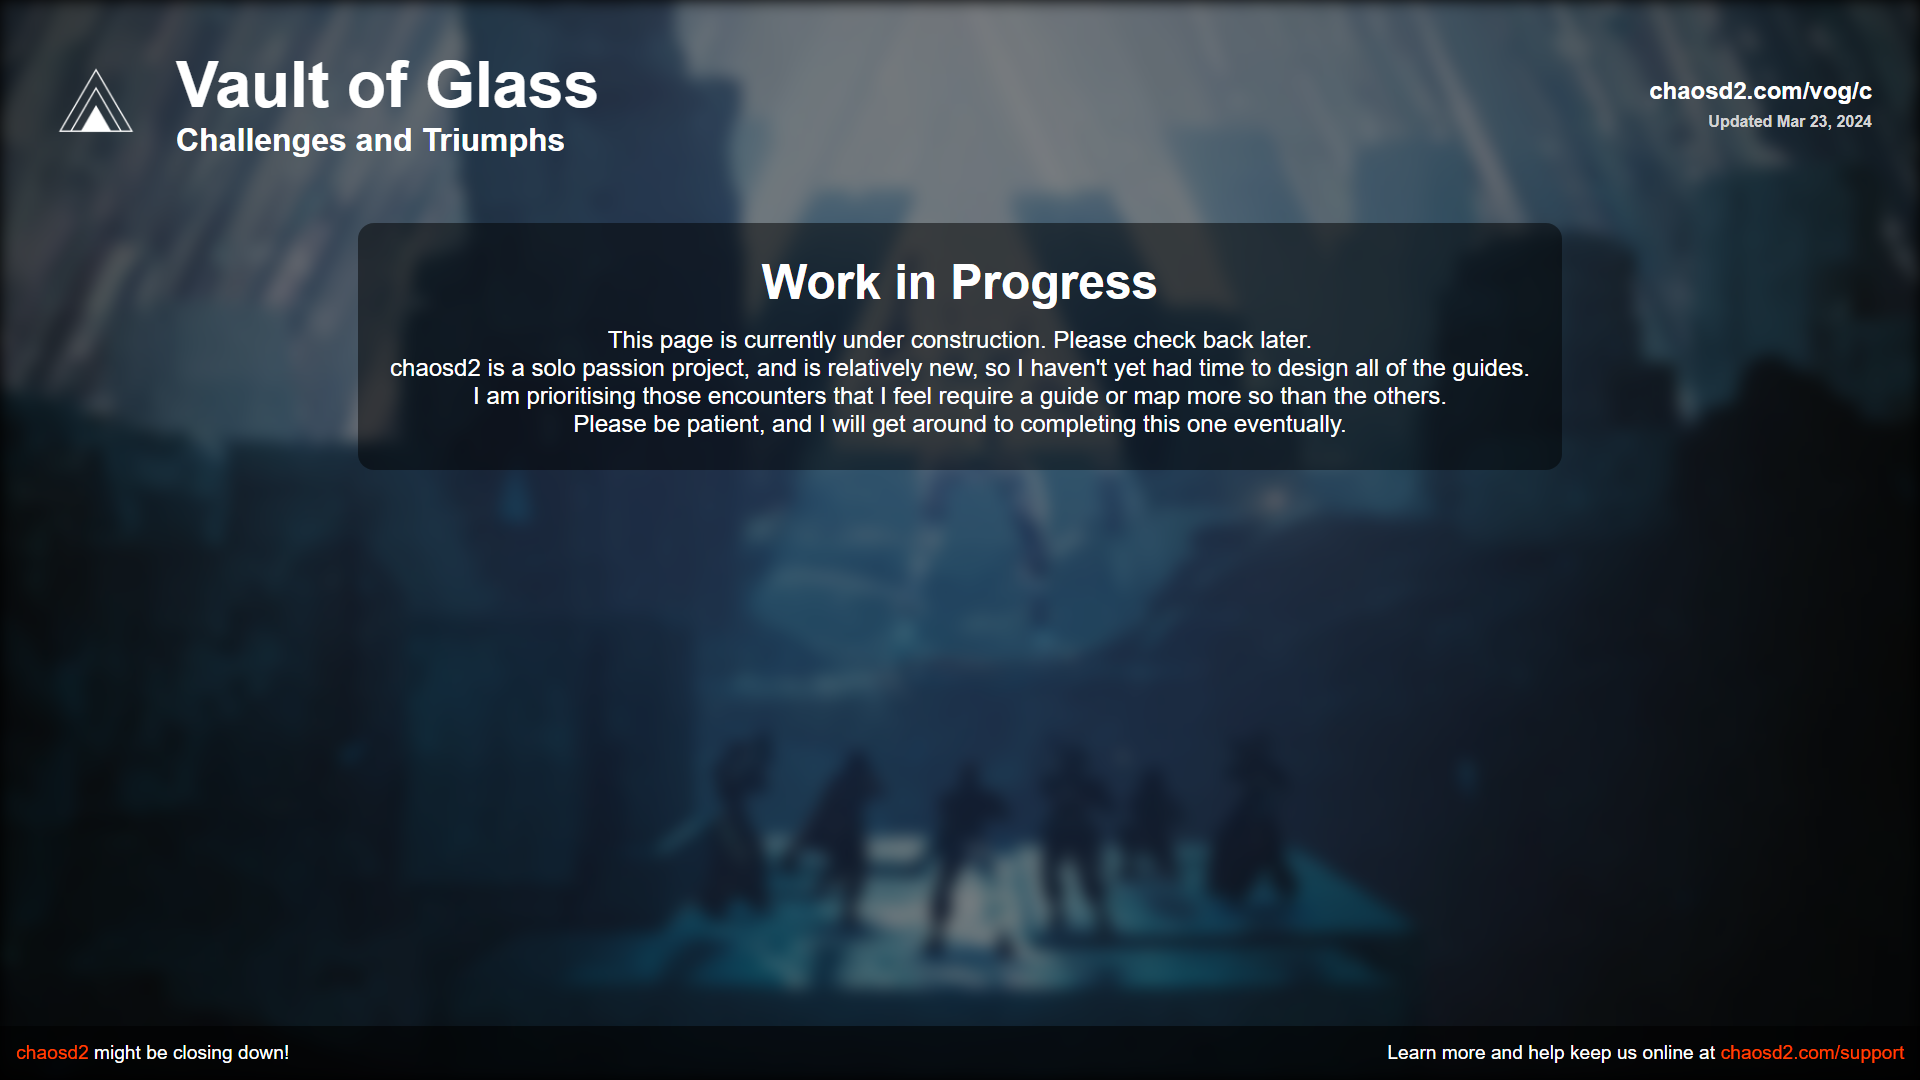 Vault of Glass
Challenges and Triumphs
chaosd2.com/vog/c
Updated Mar 23, 2024
Work in Progress
This page is currently under construction. Please check back later.
chaosd2 is a solo passion project, and is relatively new, so I haven't yet had time to design all of the guides.
I am prioritising those encounters that I feel require a guide or map more so than the others.
Please be patient, and I will get around to completing this one eventually.
chaosd2 might be closing down!
Learn more and help keep us online at chaosd2.com/support